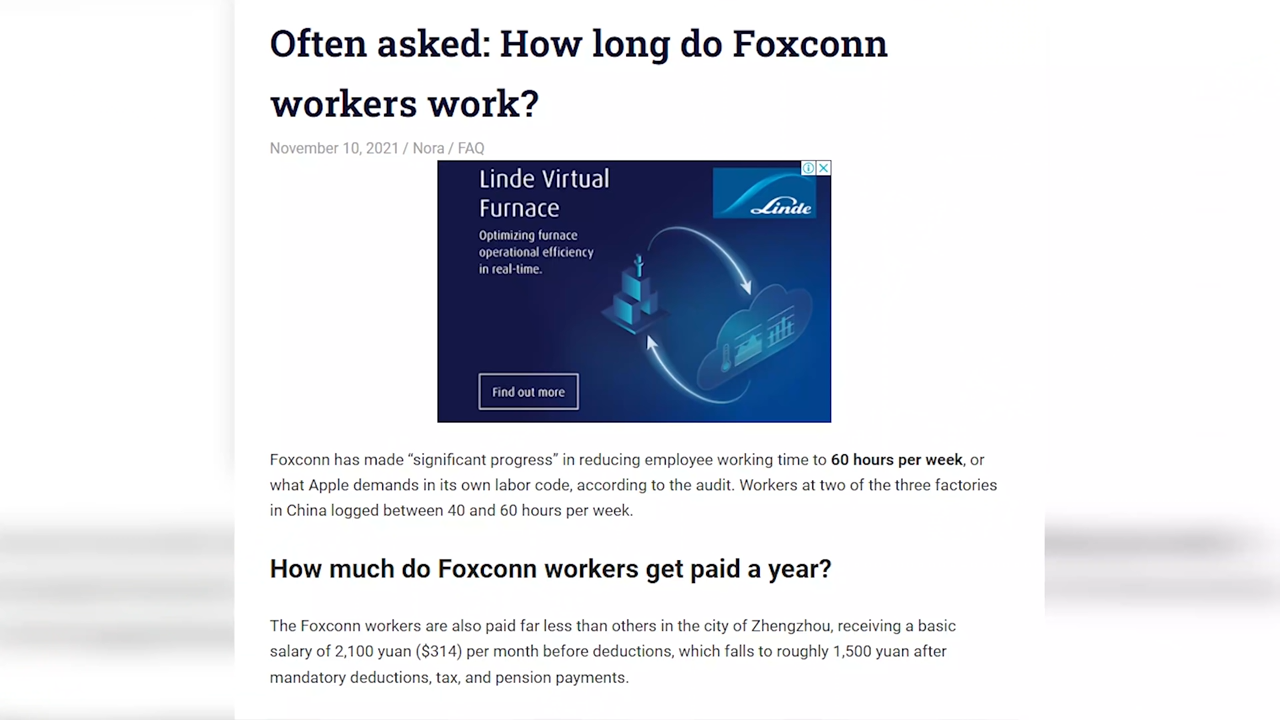 Often asked: How long do Foxconn
workers work?
November 10, 2021 / Nora / FAQ
Linde Virtual
Furnace
Optimizing furnace
operational efficiency
in real-time.
Linde
Find out more
Foxconn has made “significant progress” in reducing employee working time to 60 hours per week, or
what Apple demands in its own labor code, according to the audit. Workers at two of the three factories
in China logged between 40 and 60 hours per week.
How much do Foxconn workers get paid a year?
The Foxconn workers are also paid far less than others in the city of Zhengzhou, receiving a basic
salary of 2,100 yuan ($314) per month before deductions, which falls to roughly 1,500 yuan after
mandatory deductions, tax, and pension payments.